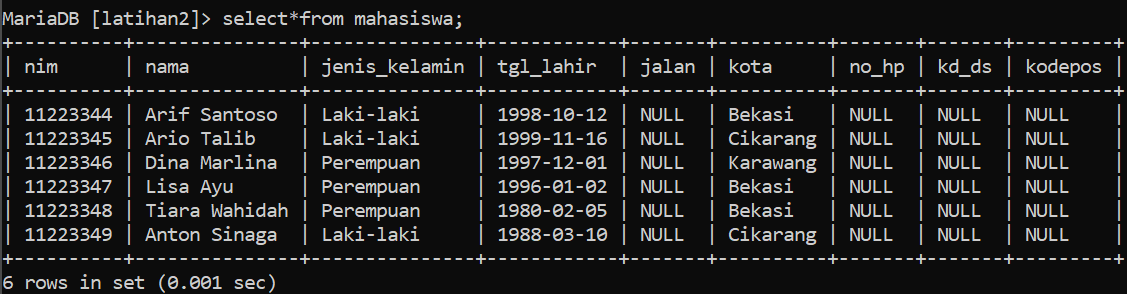 MariaDB [latihan2]> select*from mahasiswa;
+----------+---------------+---------------+------------+-------+----------+-------+-------+---------+
| nim      | nama          | jenis_kelamin | tgl_lahir  | jalan | kota     | no_hp | kd_ds | kodepos |
+----------+---------------+---------------+------------+-------+----------+-------+-------+---------+
| 11223344 | Arif Santoso  | Laki-laki     | 1998-10-12 | NULL  | Bekasi   | NULL  | NULL  | NULL    |
| 11223345 | Ario Talib    | Laki-laki     | 1999-11-16 | NULL  | Cikarang | NULL  | NULL  | NULL    |
| 11223346 | Dina Marlina  | Perempuan     | 1997-12-01 | NULL  | Karawang | NULL  | NULL  | NULL    |
| 11223347 | Lisa Ayu      | Perempuan     | 1996-01-02 | NULL  | Bekasi   | NULL  | NULL  | NULL    |
| 11223348 | Tiara Wahidah | Perempuan     | 1980-02-05 | NULL  | Bekasi   | NULL  | NULL  | NULL    |
| 11223349 | Anton Sinaga  | Laki-laki     | 1988-03-10 | NULL  | Cikarang | NULL  | NULL  | NULL    |
+----------+---------------+---------------+------------+-------+----------+-------+-------+---------+
6 rows in set (0.001 sec)